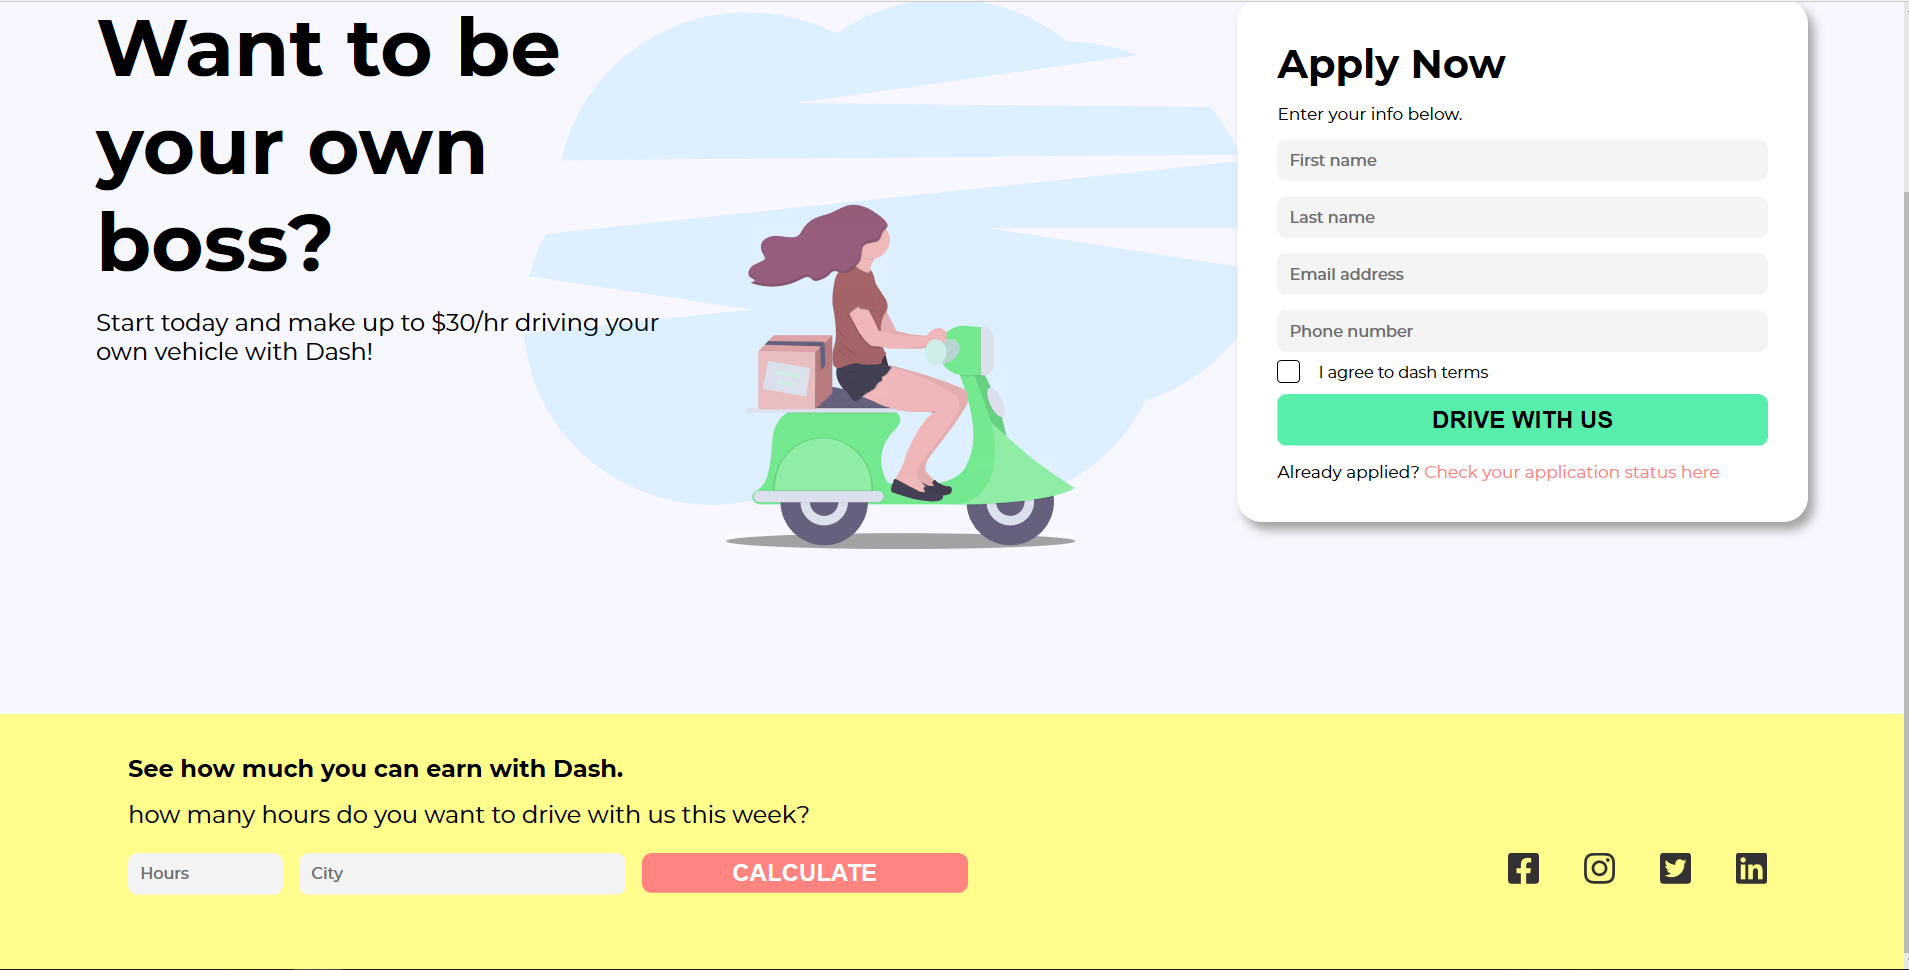 Want to be
your own
boss?
Start today and make up to $30/hr driving your
own vehicle with Dash!
Apply Now
Enter your info below.
First name
Last name
Email address
Phone number
I agree to dash terms
DRIVE WITH US
Already applied? Check your application status here
See how much you can earn with Dash.
how many hours do you want to drive with us this week?
Hours
City
CALCULATE